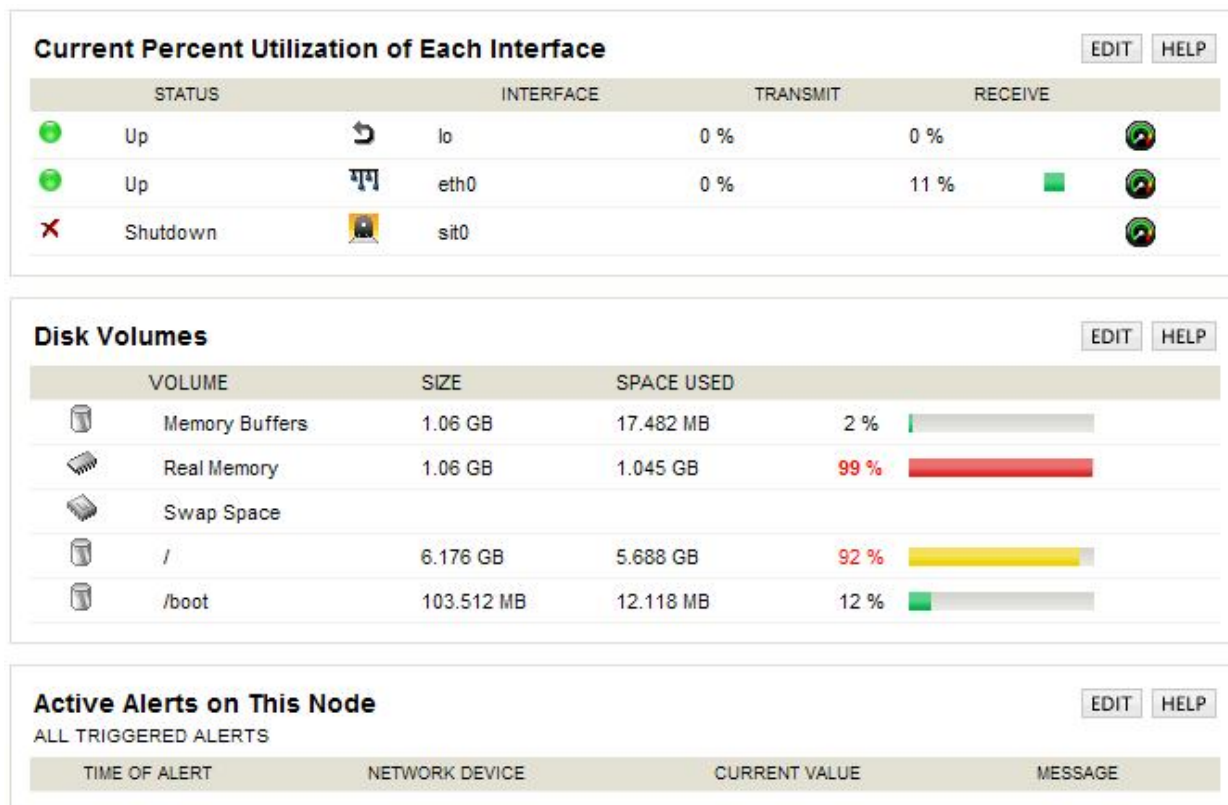 Current Percent Utilization of Each Interface EDIT HELP
STATUS INTERFACE TRANSMIT RECEIVE
Up lo 0 % 0 %
Up eth0 0 % 11 %
Shutdown sit0
Disk Volumes EDIT HELP
VOLUME SIZE SPACE USED
Memory Buffers 1.06 GB 17.482 MB 2 %
Real Memory 1.06 GB 1.045 GB 99 %
Swap Space
/ 6.176 GB 5.688 GB 92 %
/boot 103.512 MB 12.118 MB 12 %
Active Alerts on This Node EDIT HELP
ALL TRIGGERED ALERTS
TIME OF ALERT NETWORK DEVICE CURRENT VALUE MESSAGE